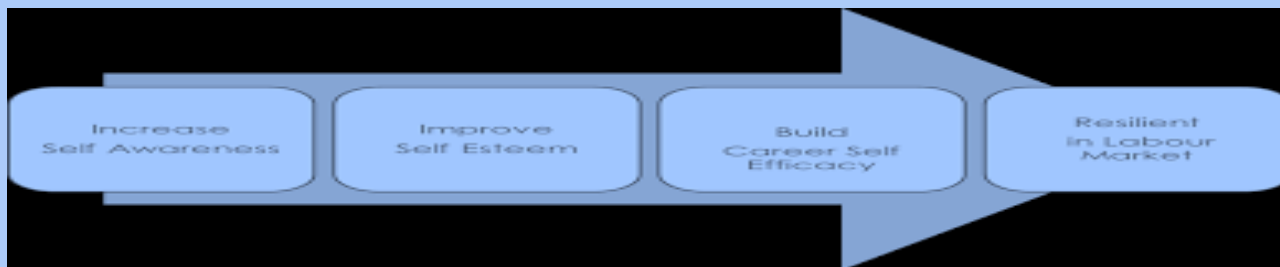 Increase
Self Awareness
Improve
Self Esteem
Build
Career Self
Efficacy
Resilient
in Labour
Market